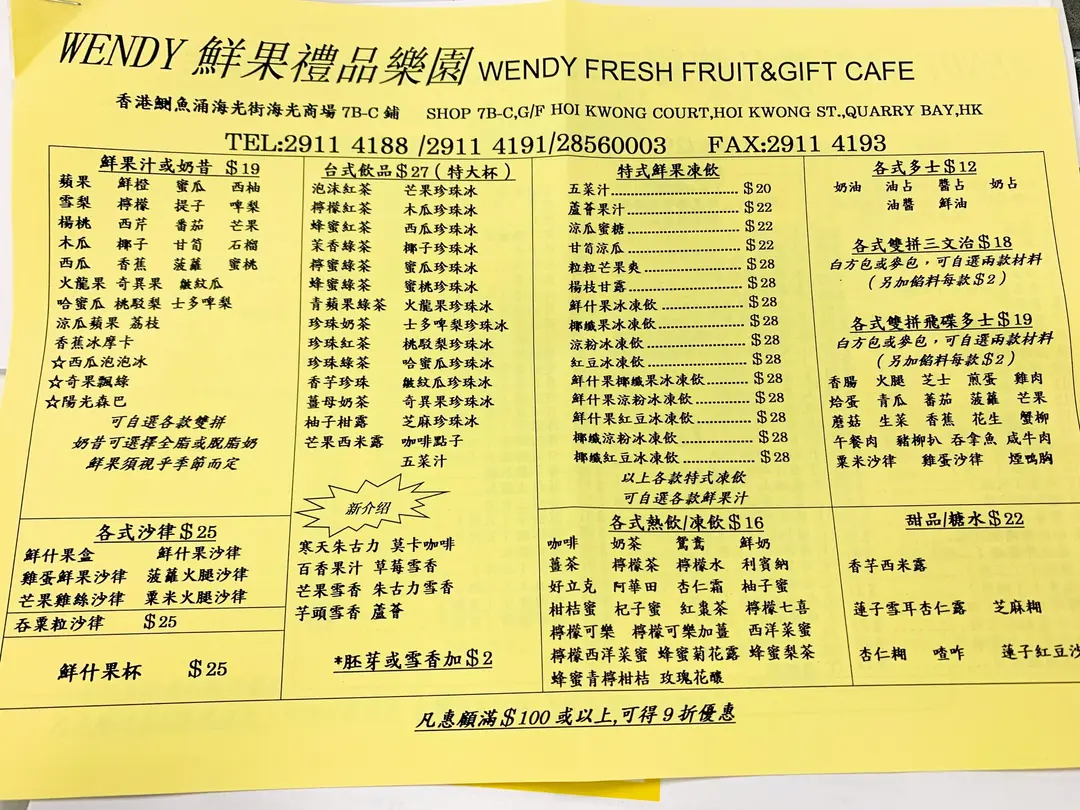 WENDY 鮮果禮品樂園 WENDY FRESH FRUIT&GIFT CAFE
香港鰂魚涌海光街海光商場 7B-C 鋪 SHOP 7B-C,G/F HOI KWONG COURT,HOI KWONG ST.,QUARRY BAY,HK
TEL:2911 4188 /2911 4191/28560003 FAX:2911 4193
鮮果汁或奶昔 $19
蘋果 鮮橙 蜜瓜 西柚
雪梨 檸檬 提子 啤梨
楊桃 西芹 番茄 芒果
木瓜 椰子 甘筍 石榴
西瓜 香蕉 菠蘿 蜜桃
火龍果 奇異果 皺紋瓜
哈蜜瓜 桃駁梨 士多啤梨
涼瓜蘋果 荔枝
香蕉冰摩卡
☆西瓜泡泡冰
☆奇果飄綠
☆陽光森巴
可自選各款雙拼
奶昔可選擇全脂或脫脂奶
鮮果須視乎季節而定
各式沙律 $25
鮮什果盒 鮮什果沙律
雞蛋鮮果沙律 菠蘿火腿沙律
芒果雞絲沙律 粟米火腿沙律
吞粟粒沙律 $25
鮮什果杯 $25
台式飲品 $27 ( 特大杯 )
泡沫紅茶 芒果珍珠冰
檸檬紅茶 木瓜珍珠冰
蜂蜜紅茶 西瓜珍珠冰
茉香綠茶 椰子珍珠冰
檸蜜綠茶 蜜瓜珍珠冰
蜂蜜綠茶 蜜桃珍珠冰
青蘋果綠茶 火龍果珍珠冰
珍珠奶茶 士多啤梨珍珠冰
珍珠紅茶 桃駁梨珍珠冰
珍珠綠茶 哈蜜瓜珍珠冰
香芋珍珠 皺紋瓜珍珠冰
薑母奶茶 奇異果珍珠冰
柚子柑露 芝麻珍珠冰
芒果西米露 咖啡點子
五菜汁
新介紹
寒天朱古力 莫卡咖啡
百香果汁 草莓雪香
芒果雪香 朱古力雪香
芋頭雪香 蘆薈
*胚芽或雪香加 $2
特式鮮果凍飲
五菜汁........................ $20
蘆薈果汁........................ $22
涼瓜蜜糖........................ $22
甘筍涼瓜........................ $22
粒粒芒果爽........................ $28
楊枝甘露........................ $28
鮮什果冰凍飲........................ $28
椰纖果冰凍飲........................ $28
涼粉冰凍飲........................ $28
紅豆冰凍飲........................ $28
鮮什果椰纖果冰凍飲.......... $28
鮮什果涼粉冰凍飲.............. $28
鮮什果紅豆冰凍飲.............. $28
椰纖涼粉冰凍飲.................. $28
椰纖紅豆冰凍飲.................. $28
以上各款特式凍飲
可自選各款鮮果汁
各式熱飲/凍飲 $16
咖啡 奶茶 鴛鴦 鮮奶
薑茶 檸檬茶 檸檬水 利賓納
好立克 阿華田 杏仁霜 柚子蜜
柑桔蜜 杞子蜜 紅棗茶 檸檬七喜
檸檬可樂 檸檬可樂加薑 西洋菜蜜
檸檬西洋菜蜜 蜂蜜菊花露 蜂蜜梨茶
蜂蜜青檸柑桔 玫瑰花釀
各式多士 $12
奶油 油占 醬占 奶占
油醬 鮮油
各式雙拼三文治 $18
白方包或麥包，可自選兩款材料
( 另加餡料每款 $2 )
各式雙拼飛碟多士 $19
白方包或麥包，可自選兩款材料
( 另加餡料每款 $2 )
香腸 火腿 芝士 煎蛋 雞肉
烚蛋 青瓜 番茄 菠蘿 芒果
蘑菇 生菜 香蕉 花生 蟹柳
午餐肉 豬柳扒 吞拿魚 咸牛肉
粟米沙律 雞蛋沙律 煙鴨胸
甜品/糖水 $22
香芋西米露
蓮子雪耳杏仁露 芝麻糊
杏仁糊 喳咋 蓮子紅豆沙
凡惠顧滿 $100 或以上,可得 9 折優惠